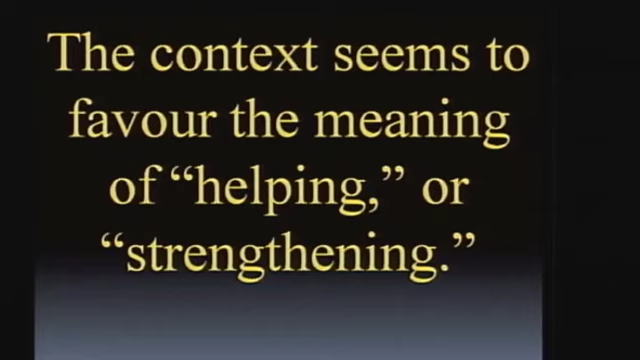 The context seems to
favour the meaning
of “helping,” or
“strengthening.”